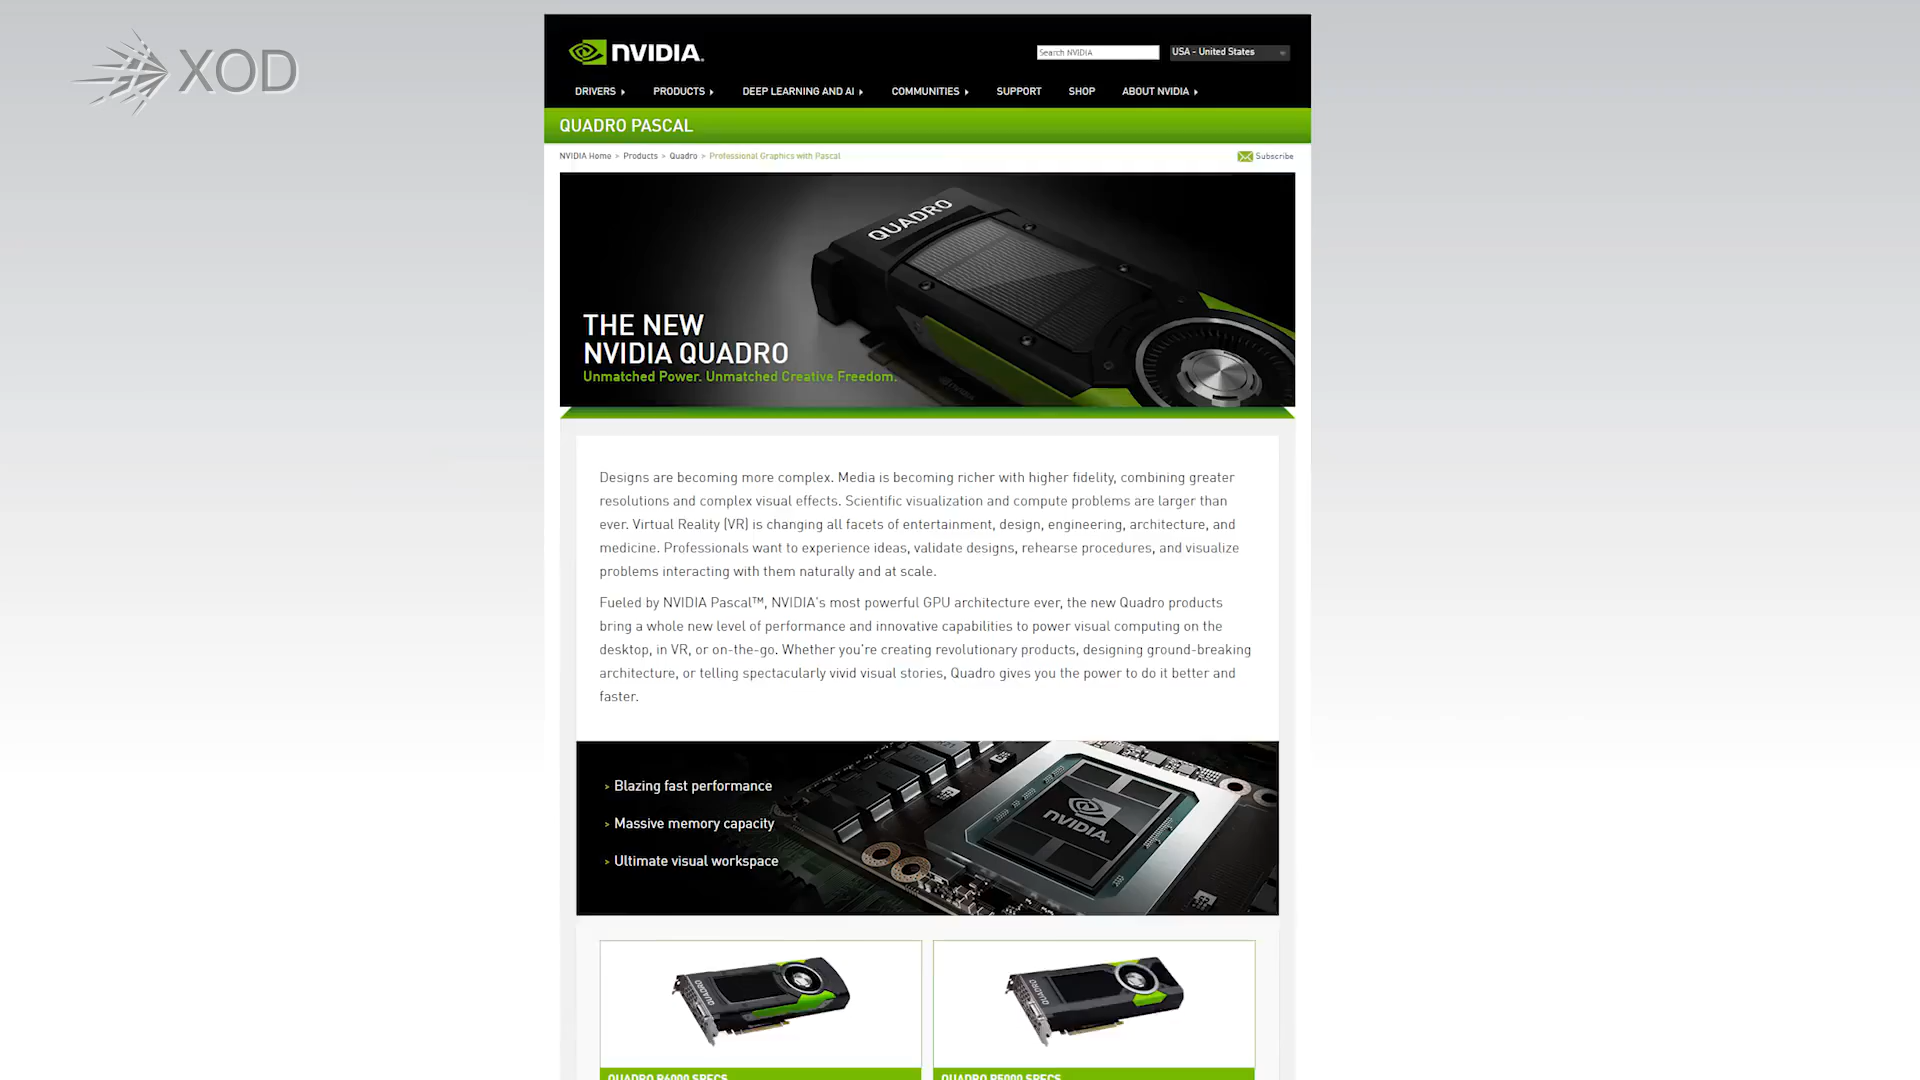 XOD
NVIDIA.
Search NVIDIA
USA - United States
DRIVERS
PRODUCTS
DEEP LEARNING AND AI
COMMUNITIES
SUPPORT
SHOP
ABOUT NVIDIA
QUADRO PASCAL
NVIDIA Home > Products > Quadro > Professional Graphics with Pascal
Subscribe
QUADRO
THE NEW
NVIDIA QUADRO
Unmatched Power. Unmatched Creative Freedom.
Designs are becoming more complex. Media is becoming richer with higher fidelity, combining greater
resolutions and complex visual effects. Scientific visualization and compute problems are larger than
ever. Virtual Reality (VR) is changing all facets of entertainment, design, engineering, architecture, and
medicine. Professionals want to experience ideas, validate designs, rehearse procedures, and visualize
problems interacting with them naturally and at scale.
Fueled by NVIDIA Pascal™, NVIDIA's most powerful GPU architecture ever, the new Quadro products
bring a whole new level of performance and innovative capabilities to power visual computing on the
desktop, in VR, or on-the-go. Whether you're creating revolutionary products, designing ground-breaking
architecture, or telling spectacularly vivid visual stories, Quadro gives you the power to do it better and
faster.
> Blazing fast performance
> Massive memory capacity
> Ultimate visual workspace
NVIDIA.
QUADRO
QUADRO
QUADRO P6000 SPECS
QUADRO P5000 SPECS